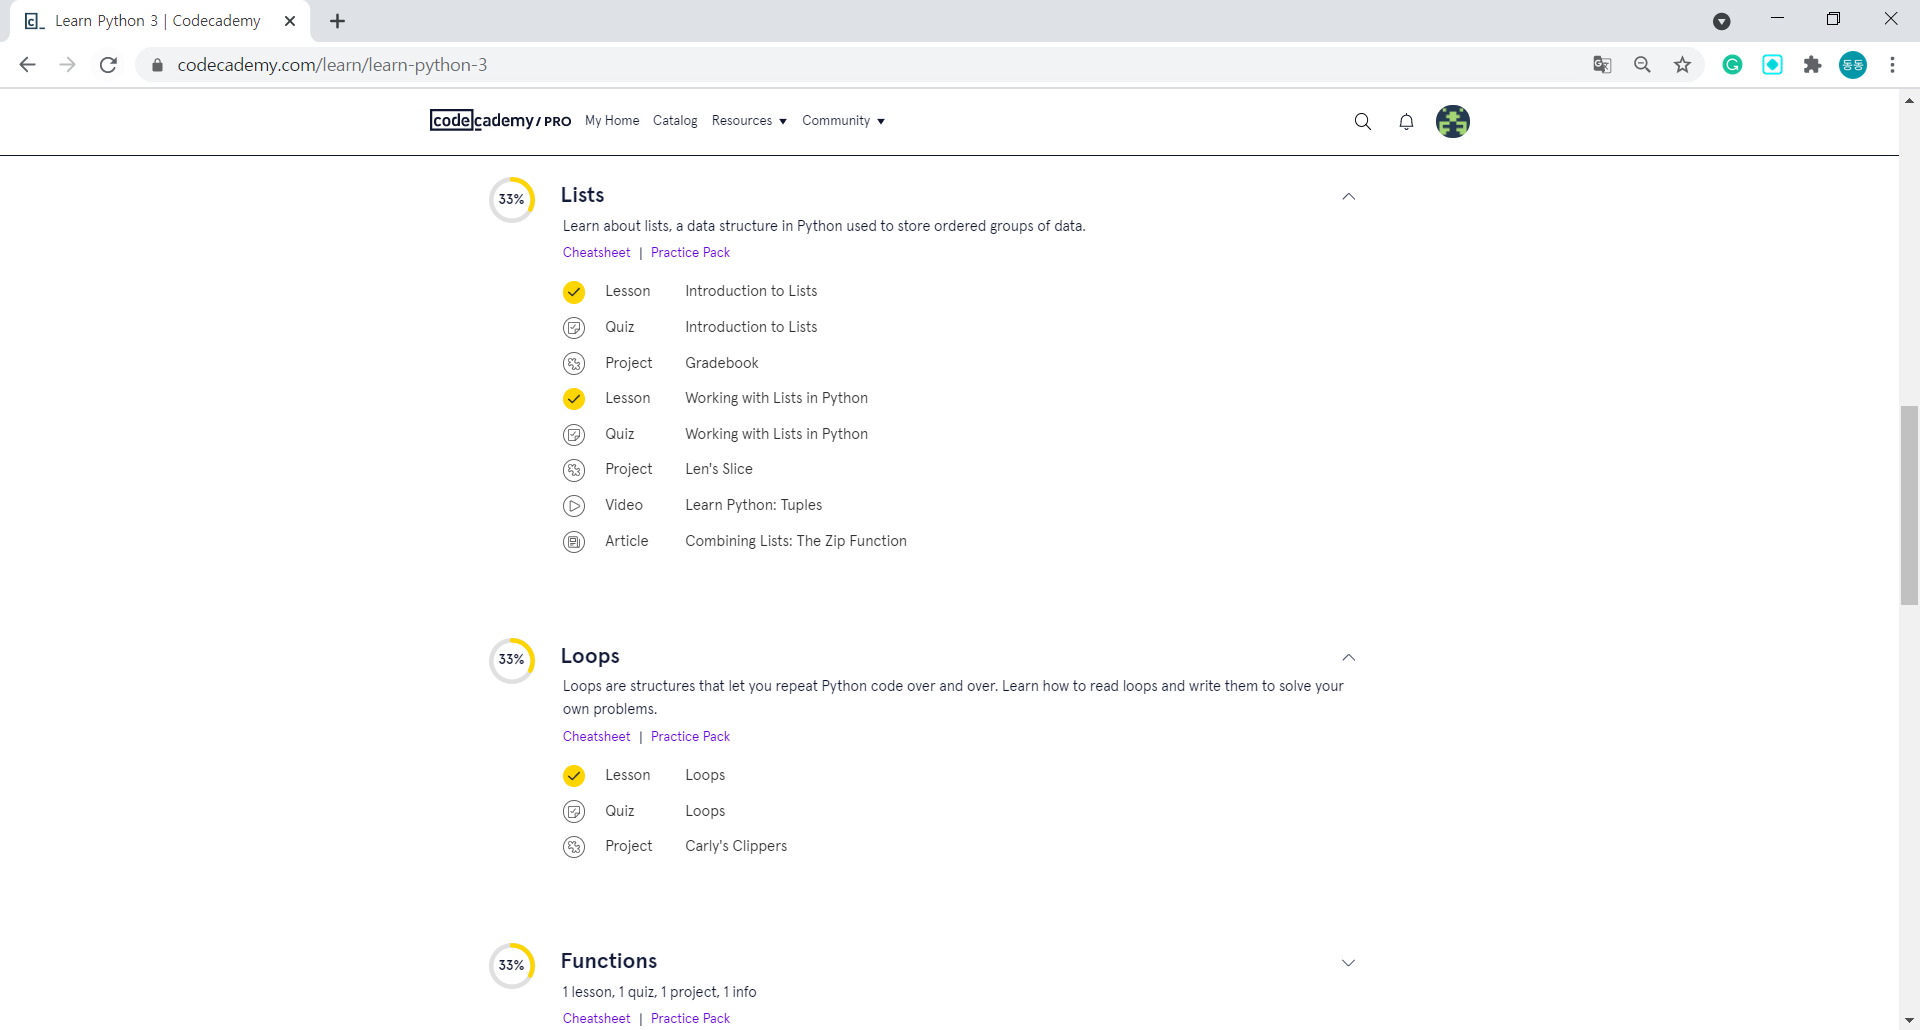 Learn Python 3 | Codecademy
codecademy.com/learn/learn-python-3
동동
codecademy / PRO My Home Catalog Resources Community
33% Lists
Learn about lists, a data structure in Python used to store ordered groups of data.
Cheatsheet | Practice Pack
Lesson Introduction to Lists
Quiz Introduction to Lists
Project Gradebook
Lesson Working with Lists in Python
Quiz Working with Lists in Python
Project Len's Slice
Video Learn Python: Tuples
Article Combining Lists: The Zip Function
33% Loops
Loops are structures that let you repeat Python code over and over. Learn how to read loops and write them to solve your
own problems.
Cheatsheet | Practice Pack
Lesson Loops
Quiz Loops
Project Carly's Clippers
33% Functions
1 lesson, 1 quiz, 1 project, 1 info
Cheatsheet | Practice Pack